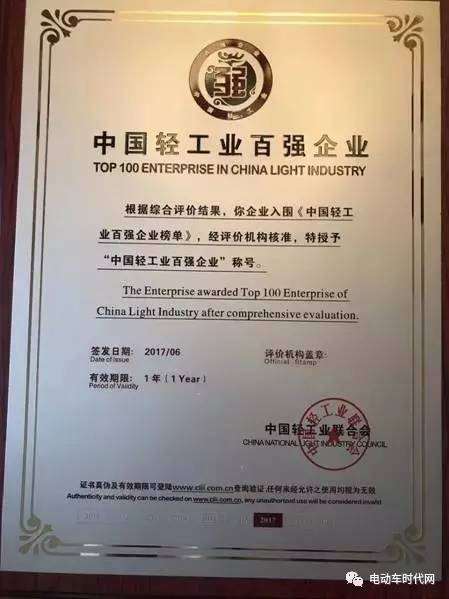 中国轻工业百强企业
TOP 100 ENTERPRISE IN CHINA LIGHT INDUSTRY
根据综合评价结果，你企业入围《中国轻工
业百强企业榜单》，经评价机构核准，特授予
“中国轻工业百强企业”称号。
The Enterprise awarded Top 100 Enterprise of
China Light Industry after comprehensive evaluation.
签发日期: 2017/06
Date of Issue
评价机构盖章:
Official Stamp
有效期限: 1年（1 Year）
Period of Validity
中国轻工业联合会
CHINA NATIONAL LIGHT INDUSTRY COUNCIL
中国轻工业联合会
证书真伪及有效期限可登陆www.clii.com.cn查询验证,任何未经允许之使用均视为无效
Authenticity and validity can be checked on www.clii.com.cn, any unauthorized use will be considered invalid
2017
电动车时代网